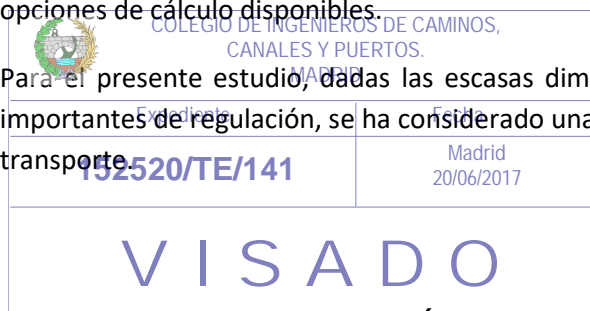 opciones de cálculo disponibles.
COLEGIO DE INGENIEROS DE CAMINOS,
CANALES Y PUERTOS.
MADRID
Para el presente estudio, dadas las escasas dim
Expediente Fecha
importantes de regulación, se ha considerado una
transporte.
152520/TE/141 Madrid
20/06/2017
VISADO